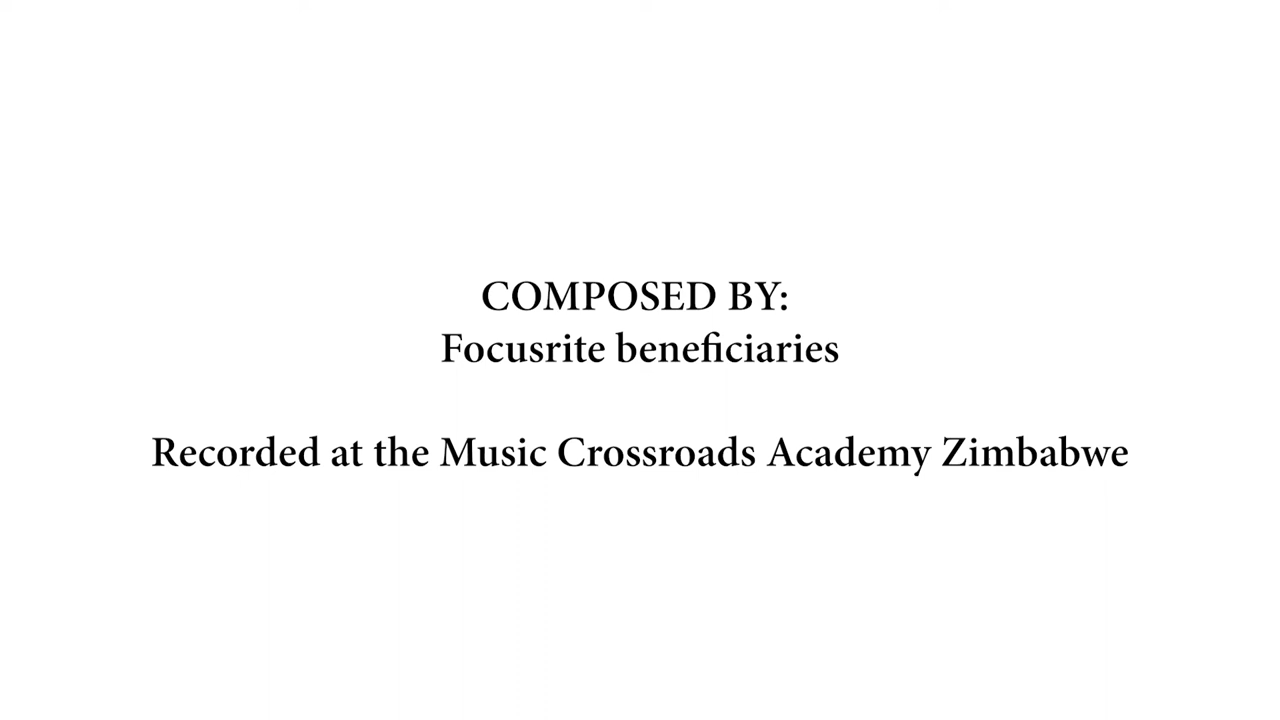 COMPOSED BY:
Focusrite beneficiaries
Recorded at the Music Crossroads Academy Zimbabwe